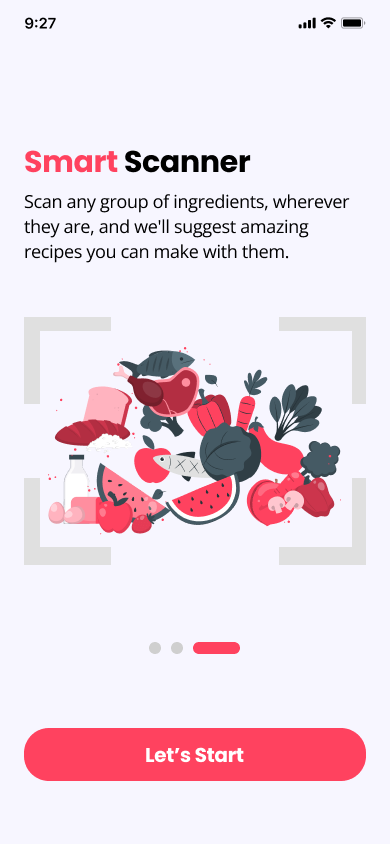 9:27
Smart Scanner
Scan any group of ingredients, wherever
they are, and we'll suggest amazing
recipes you can make with them.
Let’s Start